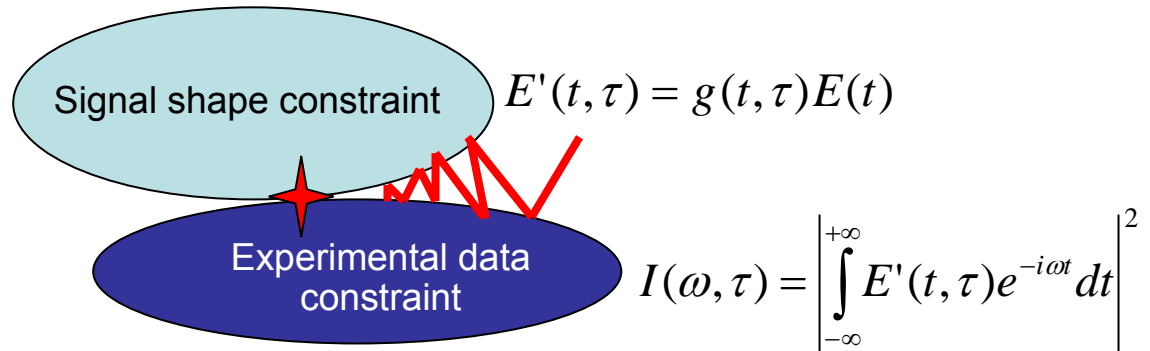 Signal shape constraint
E'(t,τ) = g(t,τ)E(t)
Experimental data
constraint
I(ω,τ) = |∫_{-∞}^{+∞} E'(t,τ)e^{-iωt} dt|^2